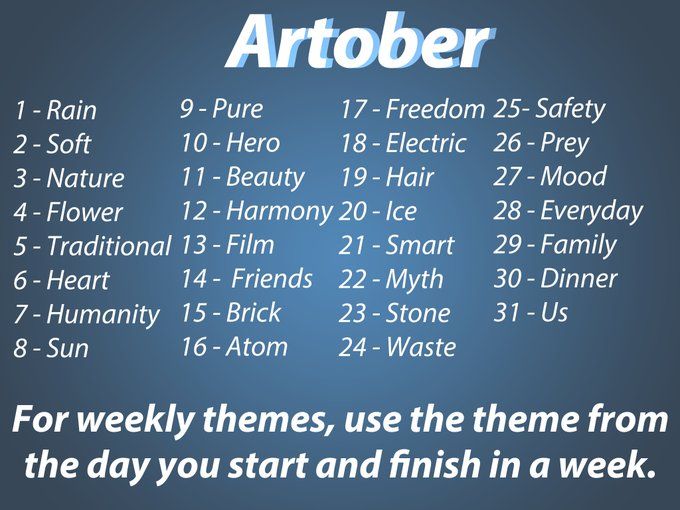 Artober
1 - Rain
2 - Soft
3 - Nature
4 - Flower
5 - Traditional
6 - Heart
7 - Humanity
8 - Sun
9 - Pure
10 - Hero
11 - Beauty
12 - Harmony
13 - Film
14 -  Friends
15 - Brick
16 - Atom
17 - Freedom
18 - Electric
19 - Hair
20 - Ice
21 - Smart
22 - Myth
23 - Stone
24 - Waste
25- Safety
26 - Prey
27 - Mood
28 - Everyday
29 - Family
30 - Dinner
31 - Us
For weekly themes, use the theme from
the day you start and finish in a week.